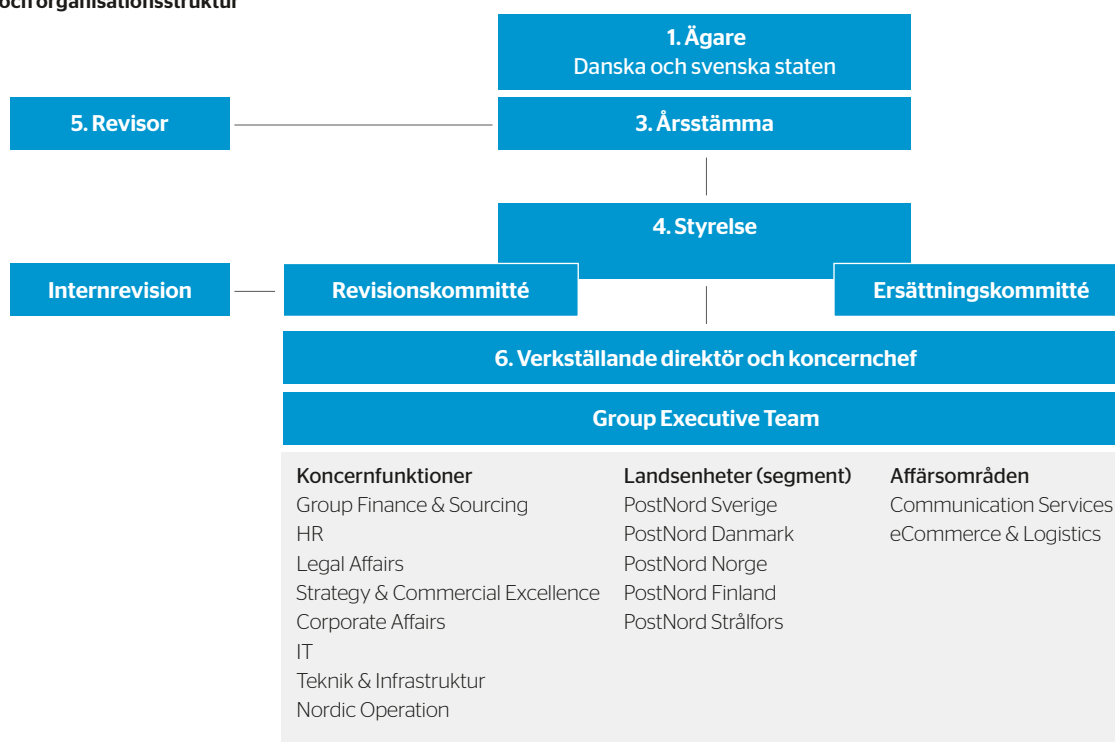 och organisationsstruktur
1. Ägare
Danska och svenska staten
5. Revisor
3. Årsstämma
4. Styrelse
Internrevision
Revisionskommitté
Ersättningskommitté
6. Verkställande direktör och koncernchef
Group Executive Team
Koncernfunktioner
Group Finance & Sourcing
HR
Legal Affairs
Strategy & Commercial Excellence
Corporate Affairs
IT
Teknik & Infrastruktur
Nordic Operation
Landsenheter (segment)
PostNord Sverige
PostNord Danmark
PostNord Norge
PostNord Finland
PostNord Strålfors
Affärsområden
Communication Services
eCommerce & Logistics